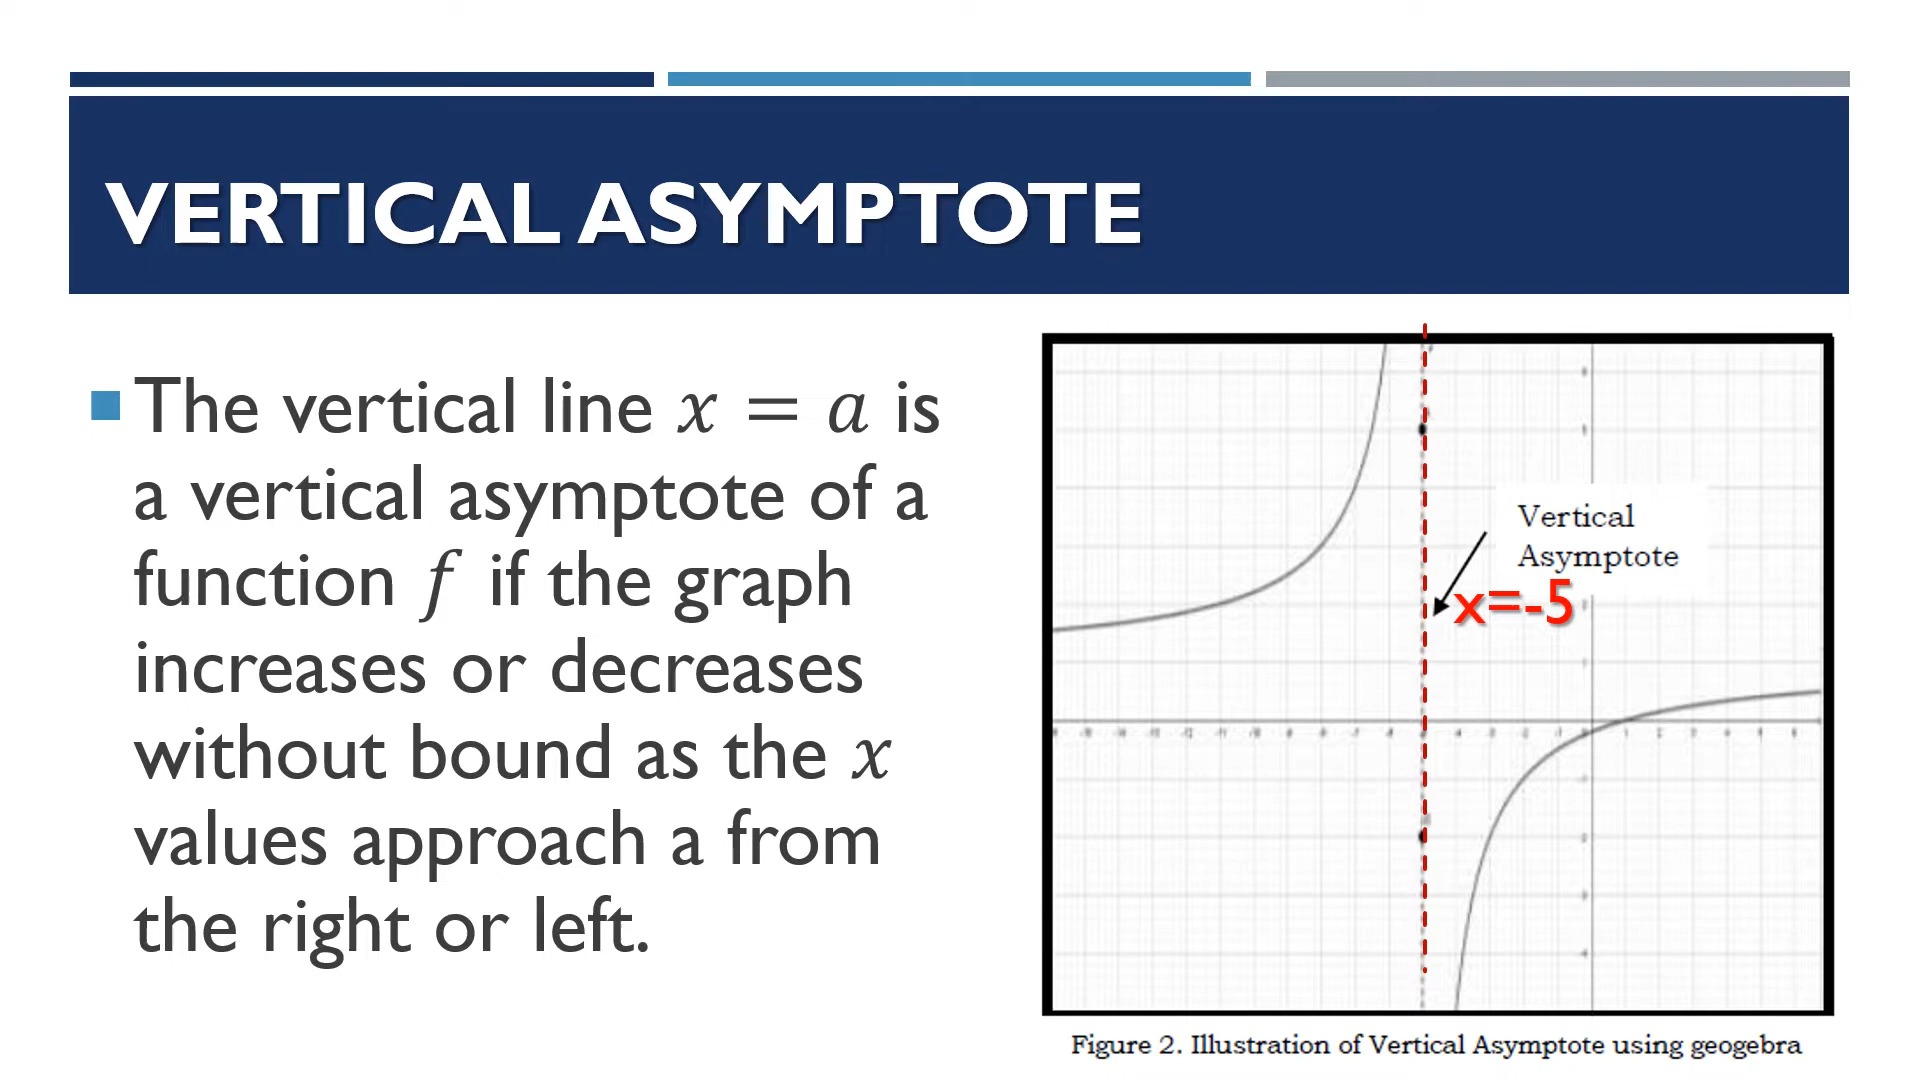 VERTICAL ASYMPTOTE
The vertical line 𝑥 = 𝑎 is
a vertical asymptote of a
function 𝑓 if the graph
increases or decreases
without bound as the 𝑥
values approach a from
the right or left.
Vertical
Asymptote
x=-5
Figure 2. Illustration of Vertical Asymptote using geogebra